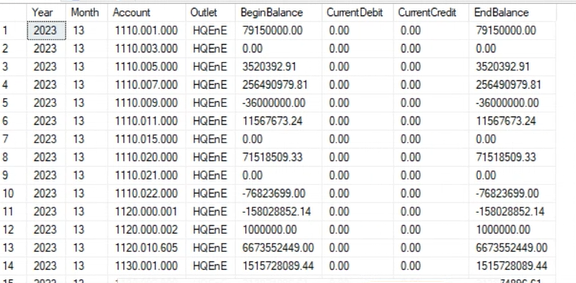 Year Month Account Outlet BeginBalance CurrentDebit CurrentCredit EndBalance
1 2023 13 1110.001.000 HQEnE 79150000.00 0.00 0.00 79150000.00
2 2023 13 1110.003.000 HQEnE 0.00 0.00 0.00 0.00
3 2023 13 1110.005.000 HQEnE 3520392.91 0.00 0.00 3520392.91
4 2023 13 1110.007.000 HQEnE 256490979.81 0.00 0.00 256490979.81
5 2023 13 1110.009.000 HQEnE -36000000.00 0.00 0.00 -36000000.00
6 2023 13 1110.011.000 HQEnE 11567673.24 0.00 0.00 11567673.24
7 2023 13 1110.015.000 HQEnE 0.00 0.00 0.00 0.00
8 2023 13 1110.020.000 HQEnE 71518509.33 0.00 0.00 71518509.33
9 2023 13 1110.021.000 HQEnE 0.00 0.00 0.00 0.00
10 2023 13 1110.022.000 HQEnE -76823699.00 0.00 0.00 -76823699.00
11 2023 13 1120.000.001 HQEnE -158028852.14 0.00 0.00 -158028852.14
12 2023 13 1120.000.002 HQEnE 1000000.00 0.00 0.00 1000000.00
13 2023 13 1120.010.605 HQEnE 6673552449.00 0.00 0.00 6673552449.00
14 2023 13 1130.001.000 HQEnE 1515728089.44 0.00 0.00 1515728089.44